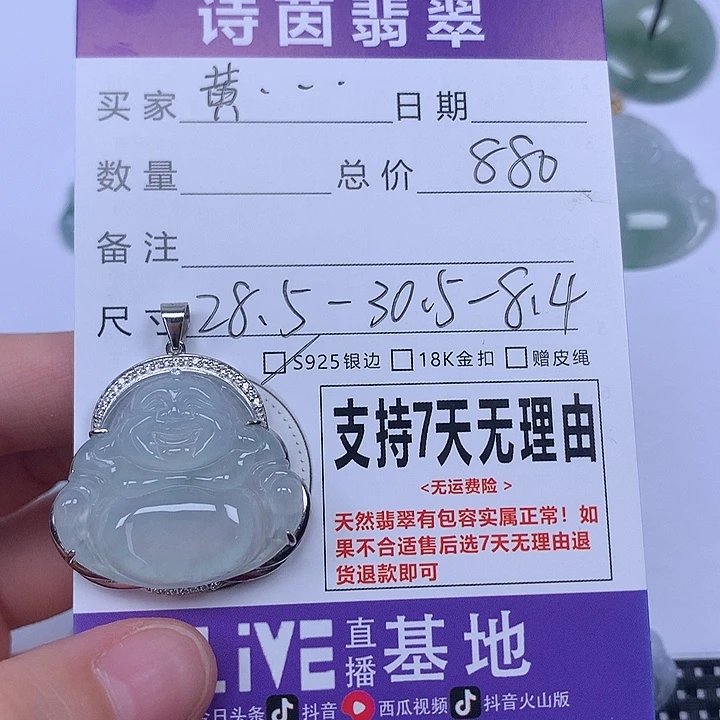 诗茵翡翠
买家 黄... 日期
数量 总价 880
备注
尺寸 28.5-30.5-8.4
S925银边 18K金扣 赠皮绳
支持7天无理由
<无运费险>
天然翡翠有包容实属正常！如
果不合适售后选7天无理由退
货退款即可
LiVE 直播 基地
今日头条 抖音 西瓜视频 抖音火山版